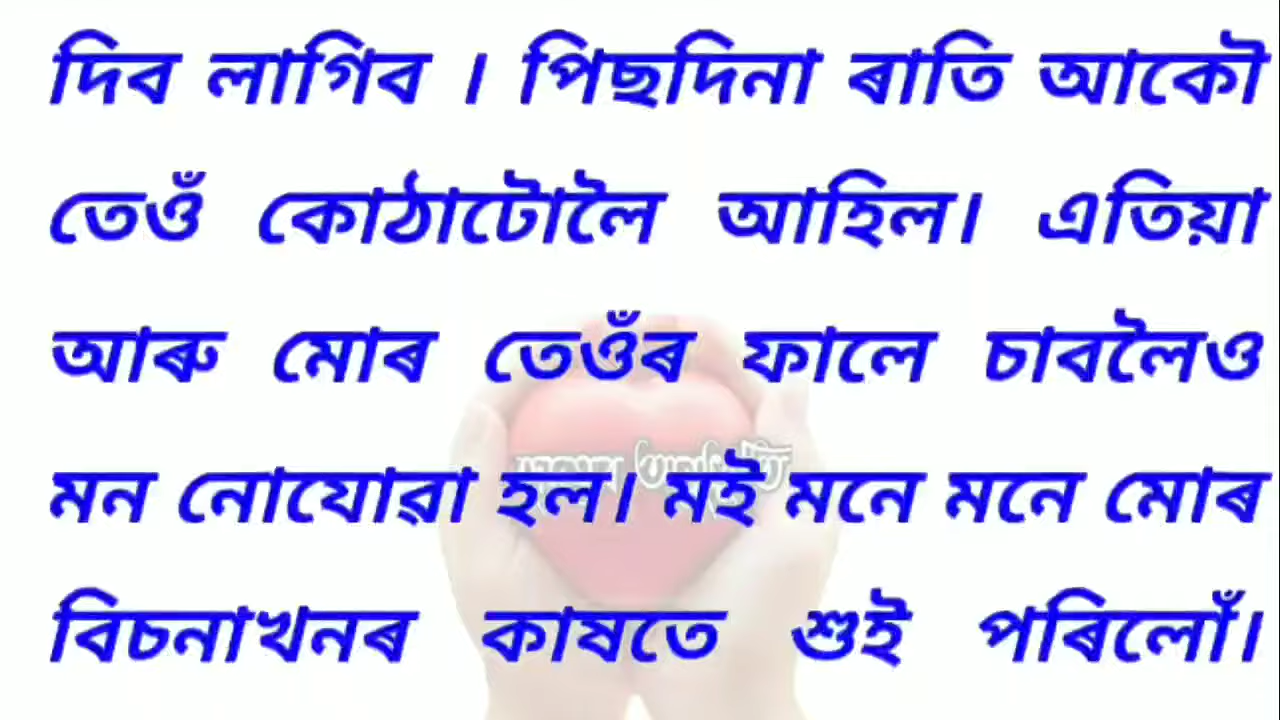 দিব লাগিব । পিছদিনা ৰাতি আকৌ
তেওঁ কোঠাটোলৈ আহিল। এতিয়া
আৰু মোৰ তেওঁৰ ফালে চাবলৈও
মন নোযোৱা হল। মই মনে মনে মোৰ
বিচনাখনৰ কাষতে শুই পৰিলোঁ।